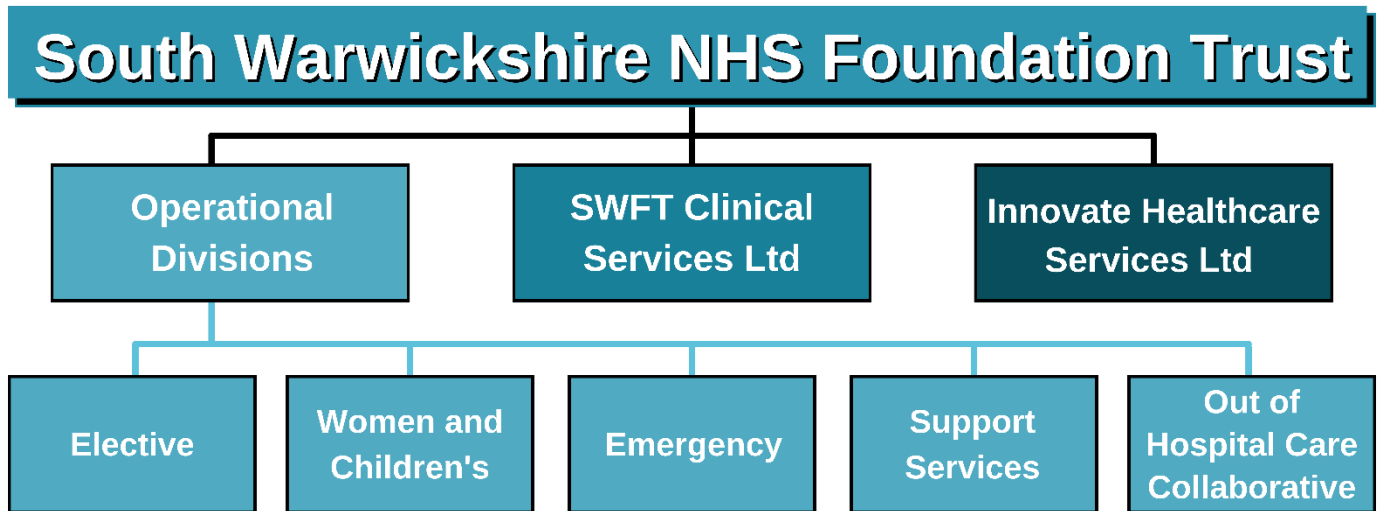 South Warwickshire NHS Foundation Trust
Operational
Divisions
SWFT Clinical
Services Ltd
Innovate Healthcare
Services Ltd
Elective
Women and
Children's
Emergency
Support
Services
Out of
Hospital Care
Collaborative